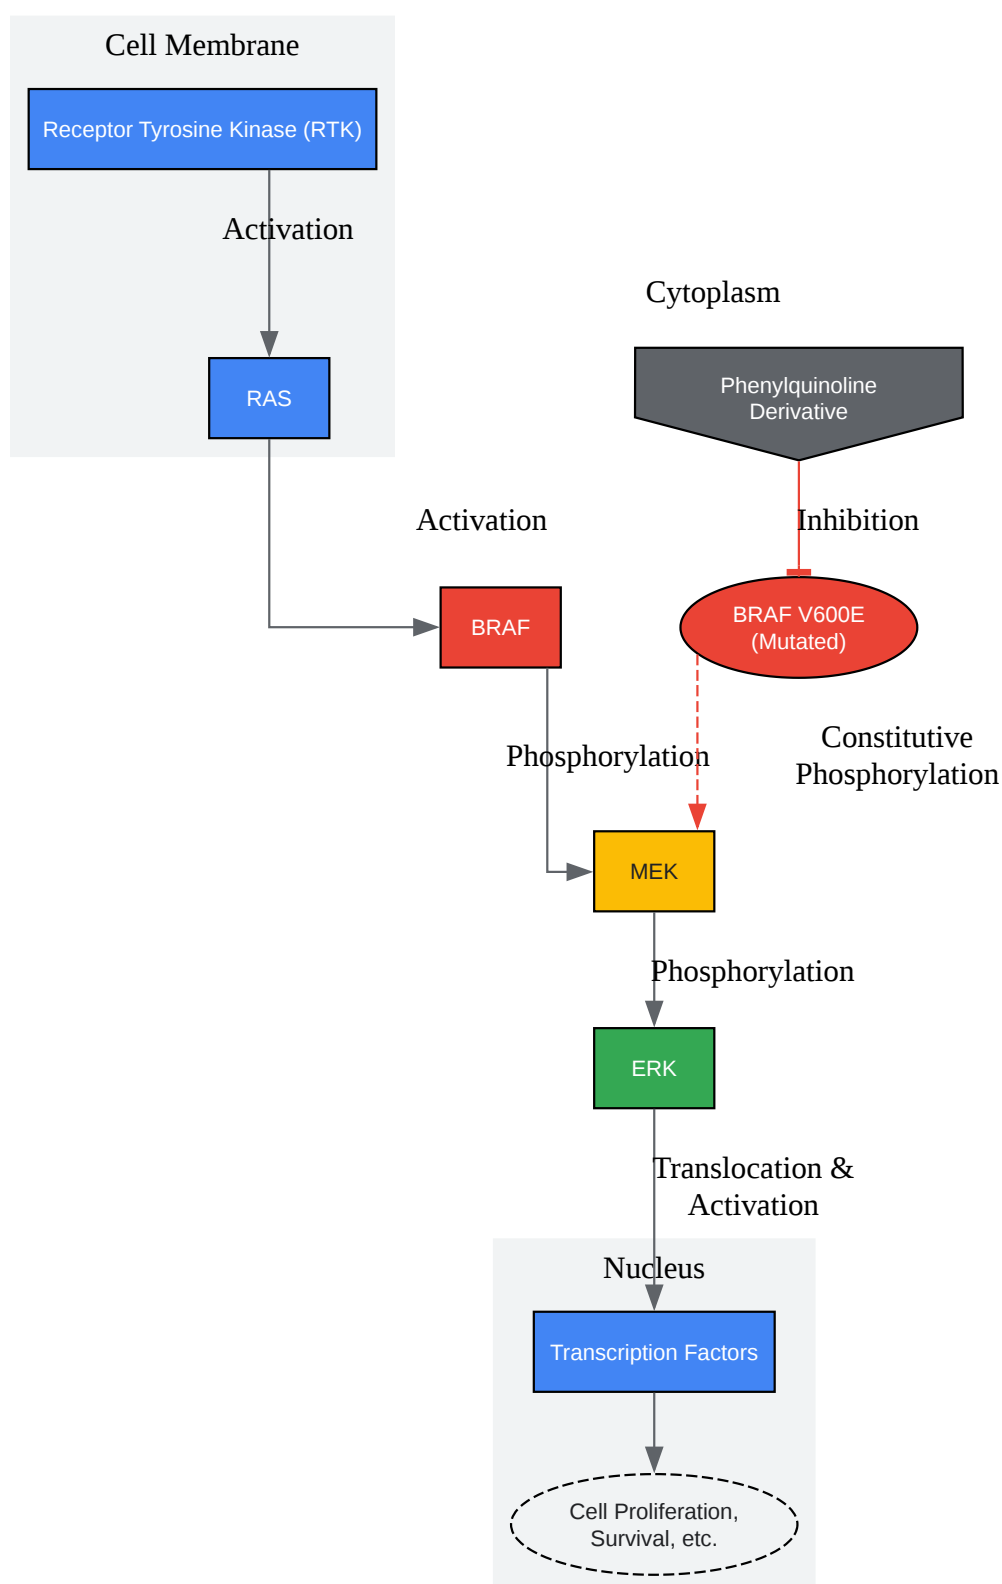 Cell Membrane
Receptor Tyrosine Kinase (RTK)
Activation
Cytoplasm
Phenylquinoline
Derivative
RAS
Activation
Inhibition
BRAF
BRAF V600E
(Mutated)
Phosphorylation
Constitutive
Phosphorylation
MEK
Phosphorylation
ERK
Translocation &
Activation
Nucleus
Transcription Factors
Cell Proliferation,
Survival, etc.